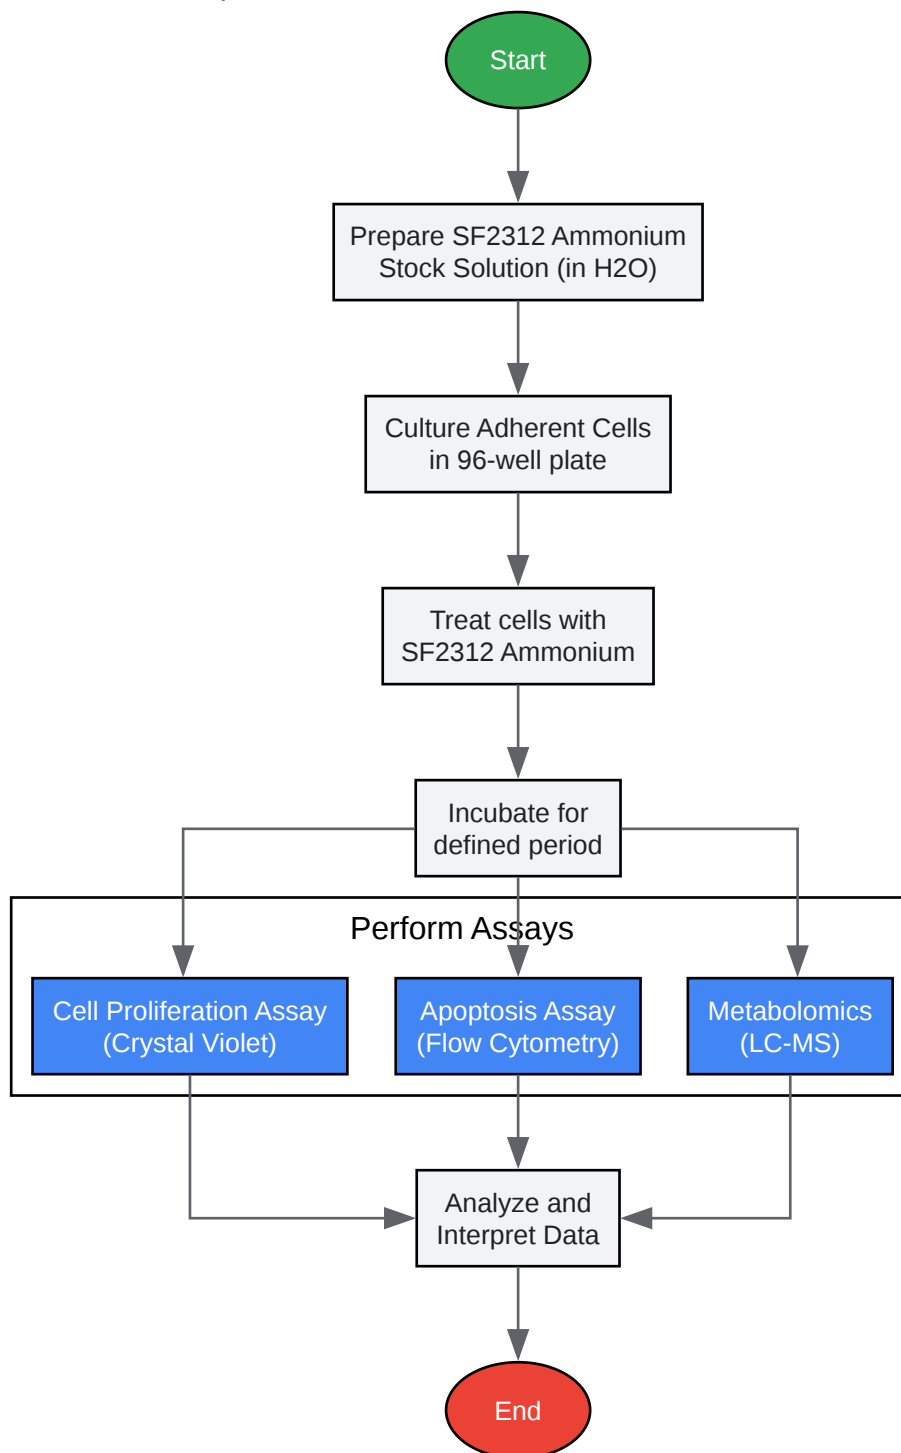 Start
Prepare SF2312 Ammonium
Stock Solution (in H2O)
Culture Adherent Cells
in 96-well plate
Treat cells with
SF2312 Ammonium
Incubate for
defined period
Perform Assays
Cell Proliferation Assay
(Crystal Violet)
Apoptosis Assay
(Flow Cytometry)
Metabolomics
(LC-MS)
Analyze and
Interpret Data
End